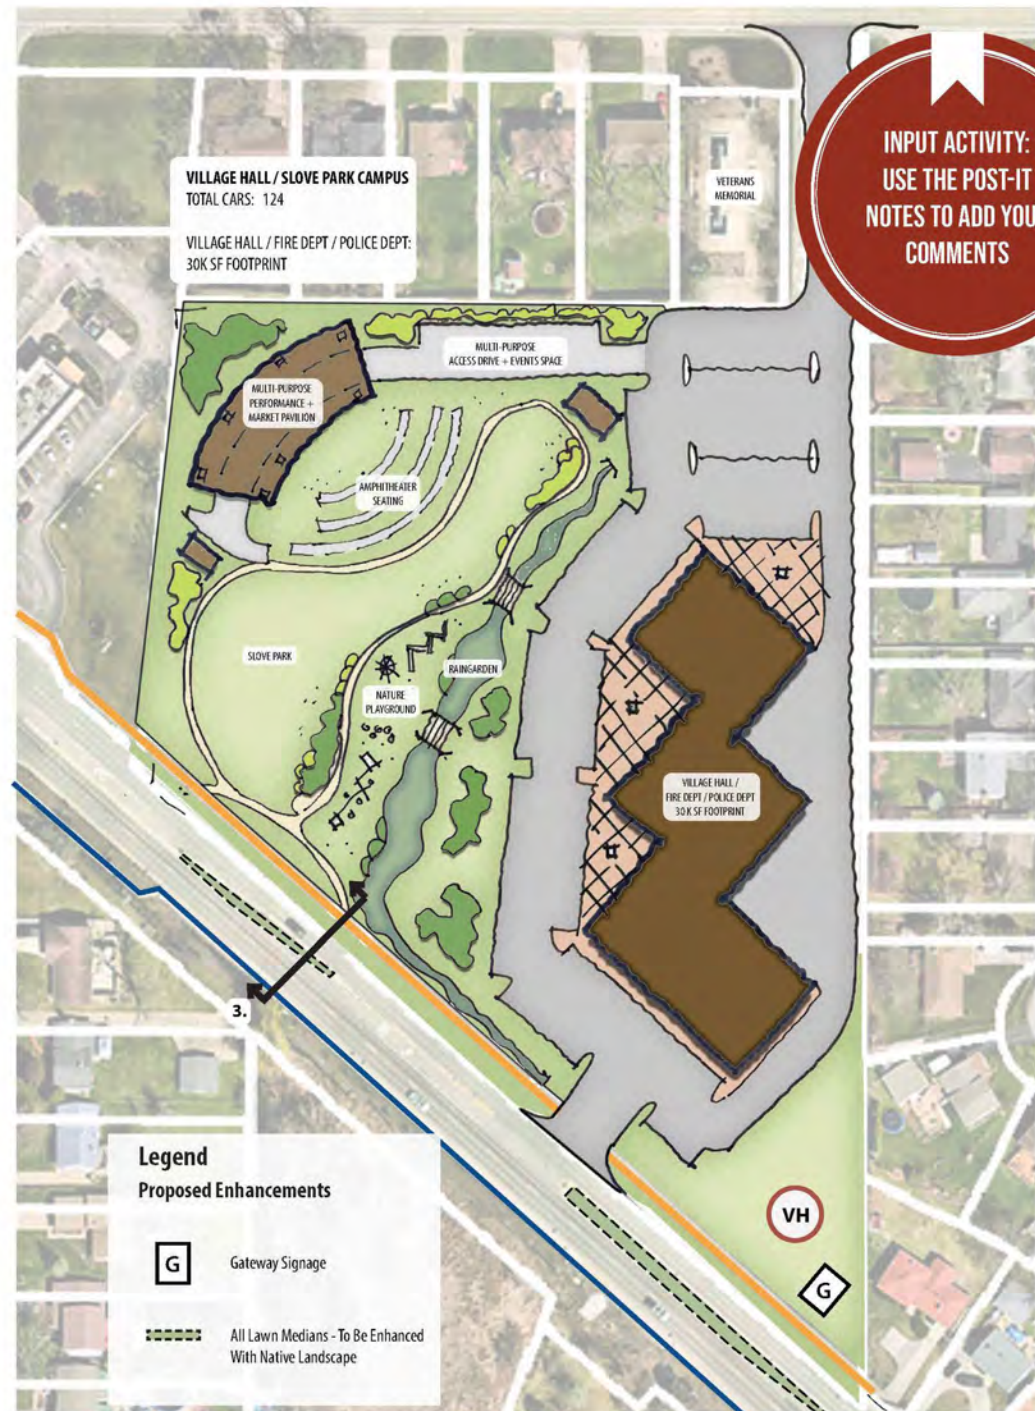 INPUT ACTIVITY:
USE THE POST-IT
NOTES TO ADD YOU
COMMENTS
VILLAGE HALL / SLOVE PARK CAMPUS
TOTAL CARS: 124
VILLAGE HALL / FIRE DEPT / POLICE DEPT:
30K SF FOOTPRINT
VETERANS
MEMORIAL
MULTI-PURPOSE
ACCESS DRIVE + EVENTS SPACE
MULTI-PURPOSE
PERFORMANCE +
MARKET PAVILION
AMPHITHEATER
SEATING
SLOVE PARK
RAINGARDEN
NATURE
PLAYGROUND
VILLAGE HALL /
FIRE DEPT / POLICE DEPT
30 K SF FOOTPRINT
3.
Legend
Proposed Enhancements
G
Gateway Signage
All Lawn Medians - To Be Enhanced
With Native Landscape
VH
G